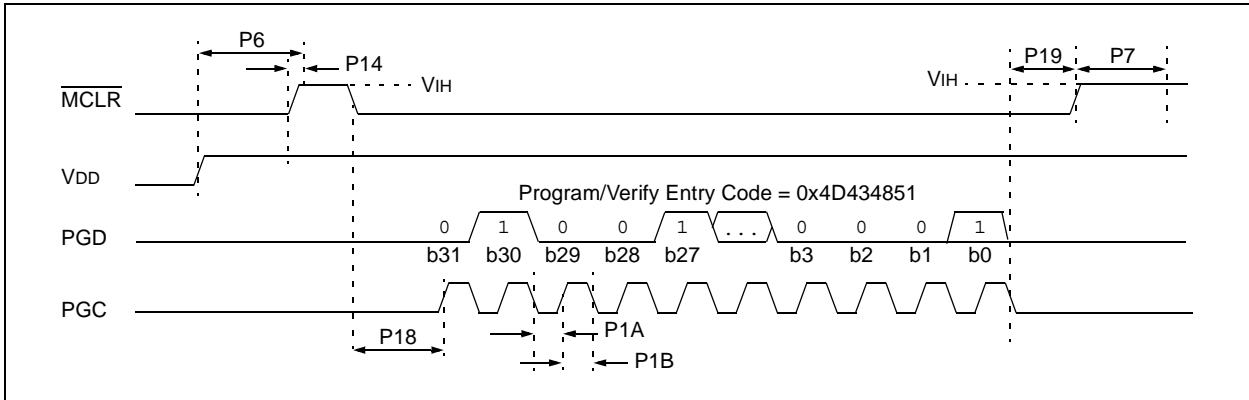 P6
P14
P19
P7
VIH
VIH
MCLR
VDD
Program/Verify Entry Code = 0x4D434851
PGD
0 1 0 0 1 ... 0 0 0 1
b31 b30 b29 b28 b27 b3 b2 b1 b0
PGC
P18
P1A
P1B